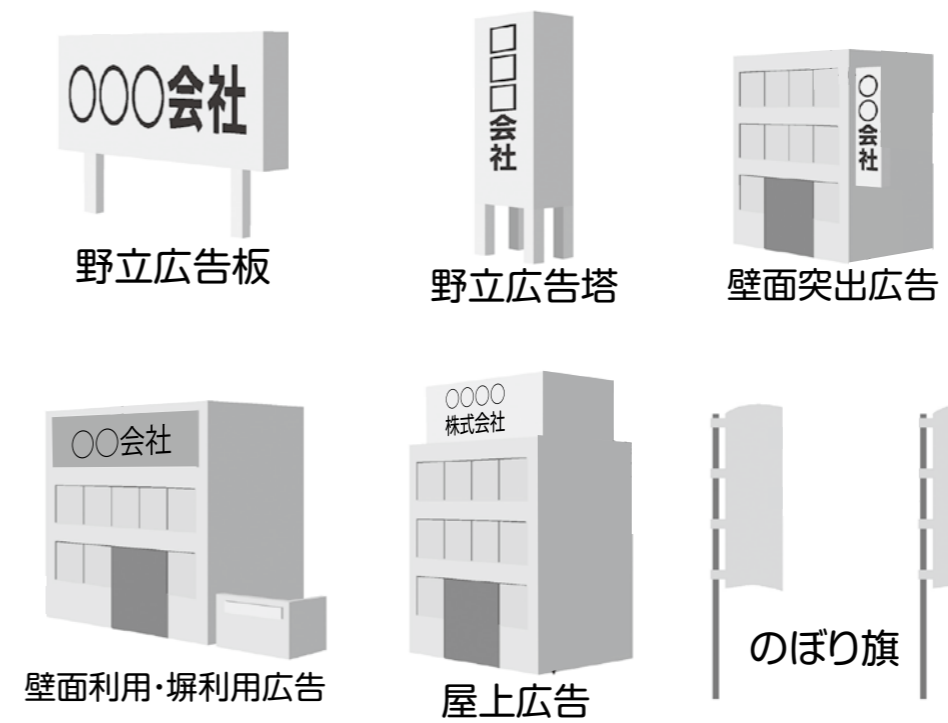 ○○○会社
野立広告板
□□□会社
野立広告塔
○○会社
壁面突出広告
○○会社
壁面利用・塀利用広告
○○○○
株式会社
屋上広告
のぼり旗